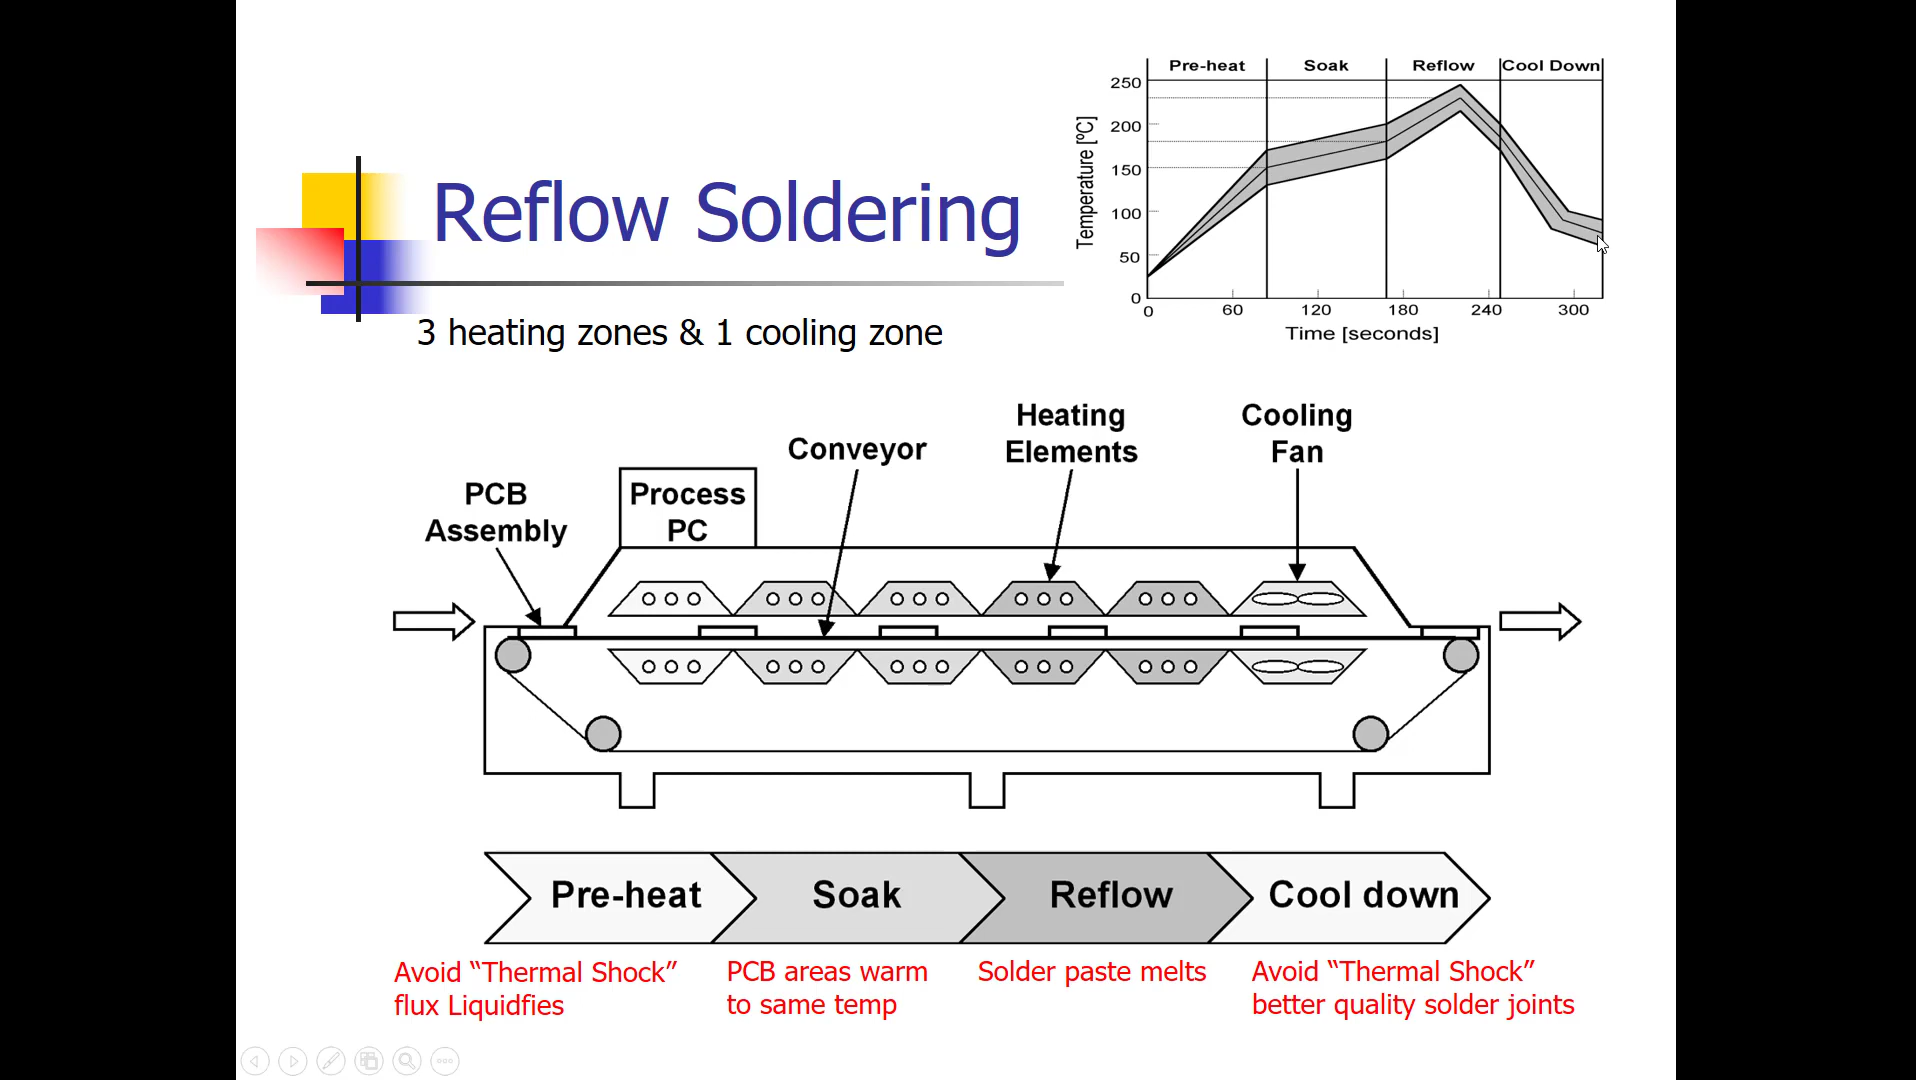 Reflow Soldering
3 heating zones & 1 cooling zone
Pre-heat
Soak
Reflow
Cool Down
Temperature [ºC]
250
200
150
100
50
0
0
60
120
180
240
300
Time [seconds]
PCB
Assembly
Process
PC
Conveyor
Heating
Elements
Cooling
Fan
Pre-heat
Soak
Reflow
Cool down
Avoid “Thermal Shock”
flux Liquidfies
PCB areas warm
to same temp
Solder paste melts
Avoid “Thermal Shock”
better quality solder joints